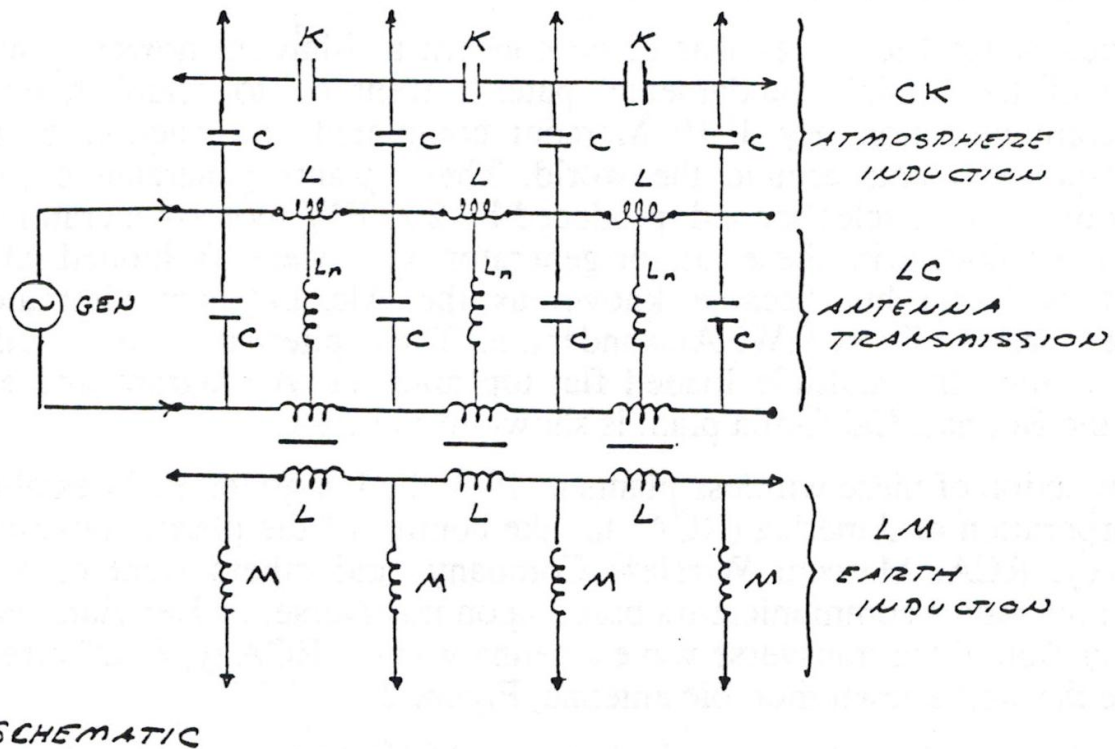 K K K
CK
ATMOSPHERE
INDUCTION
C C C C
L L L
Ln Ln Ln
GEN
C C C C
LC
ANTENNA
TRANSMISSION
L L L
LM
EARTH
INDUCTION
M M M M
SCHEMATIC